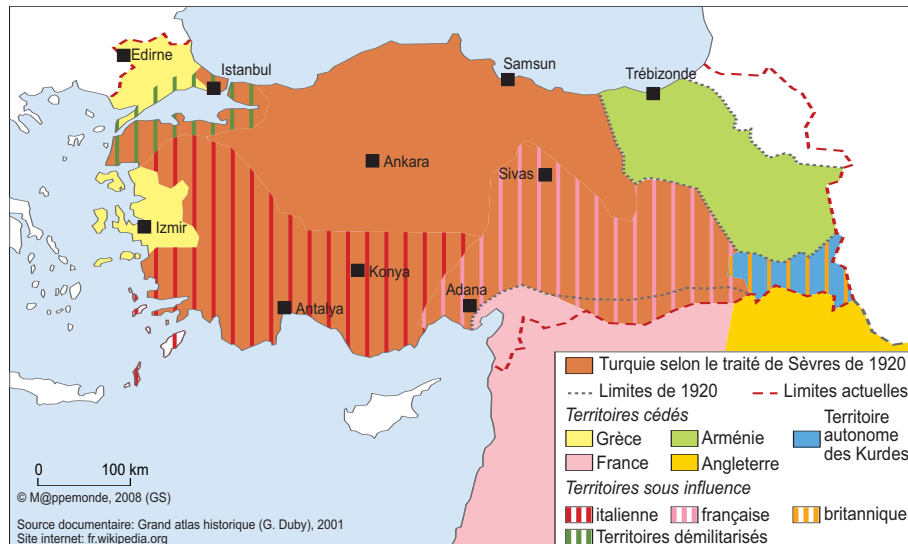 Edirne
Istanbul
Samsun
Trébizonde
Ankara
Sivas
Izmir
Konya
Adana
Antalya
0 100 km
© M@ppemonde, 2008 (GS)
Source documentaire: Grand atlas historique (G. Duby), 2001
Site internet: fr.wikipedia.org
Turquie selon le traité de Sèvres de 1920
Limites de 1920
Limites actuelles
Territoires cédés
Grèce
Arménie
Territoire
autonome
des Kurdes
France
Angleterre
Territoires sous influence
italienne
française
britannique
Territoires démilitarisés